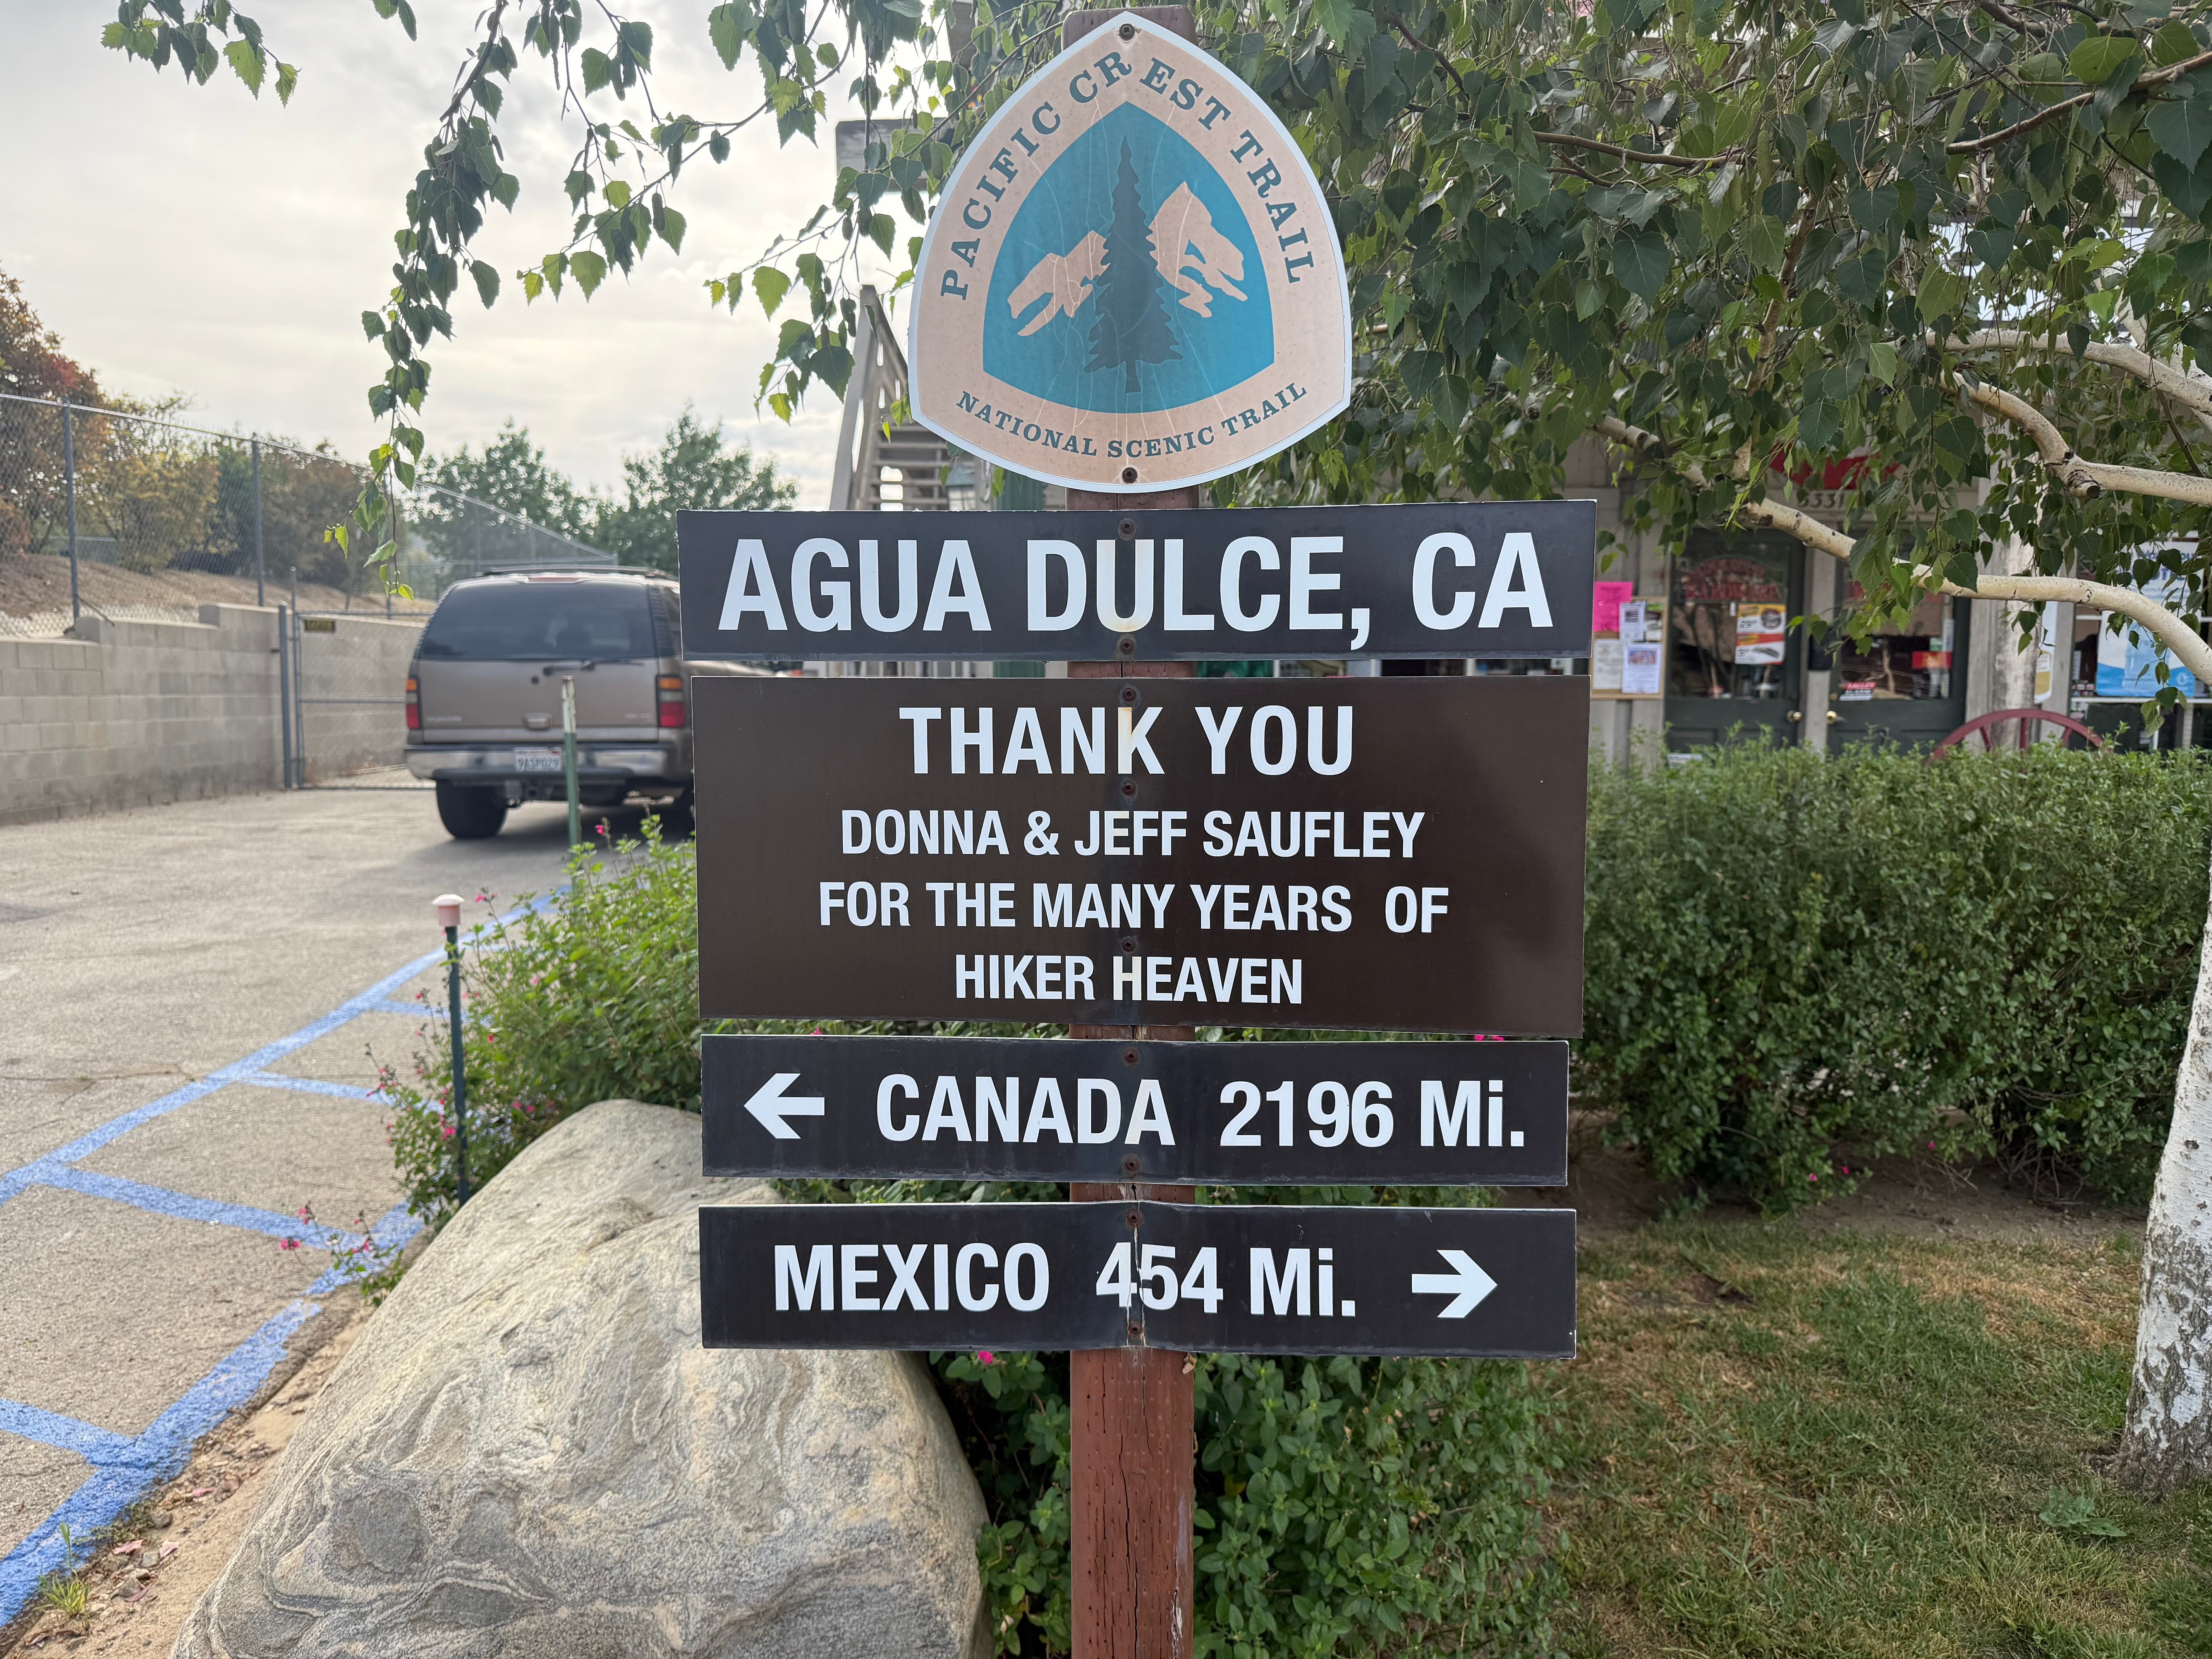 PACIFIC CREST TRAIL
NATIONAL SCENIC TRAIL
AGUA DULCE, CA
THANK YOU
DONNA & JEFF SAUFLEY
FOR THE MANY YEARS OF
HIKER HEAVEN
← CANADA 2196 Mi.
MEXICO 454 Mi. →